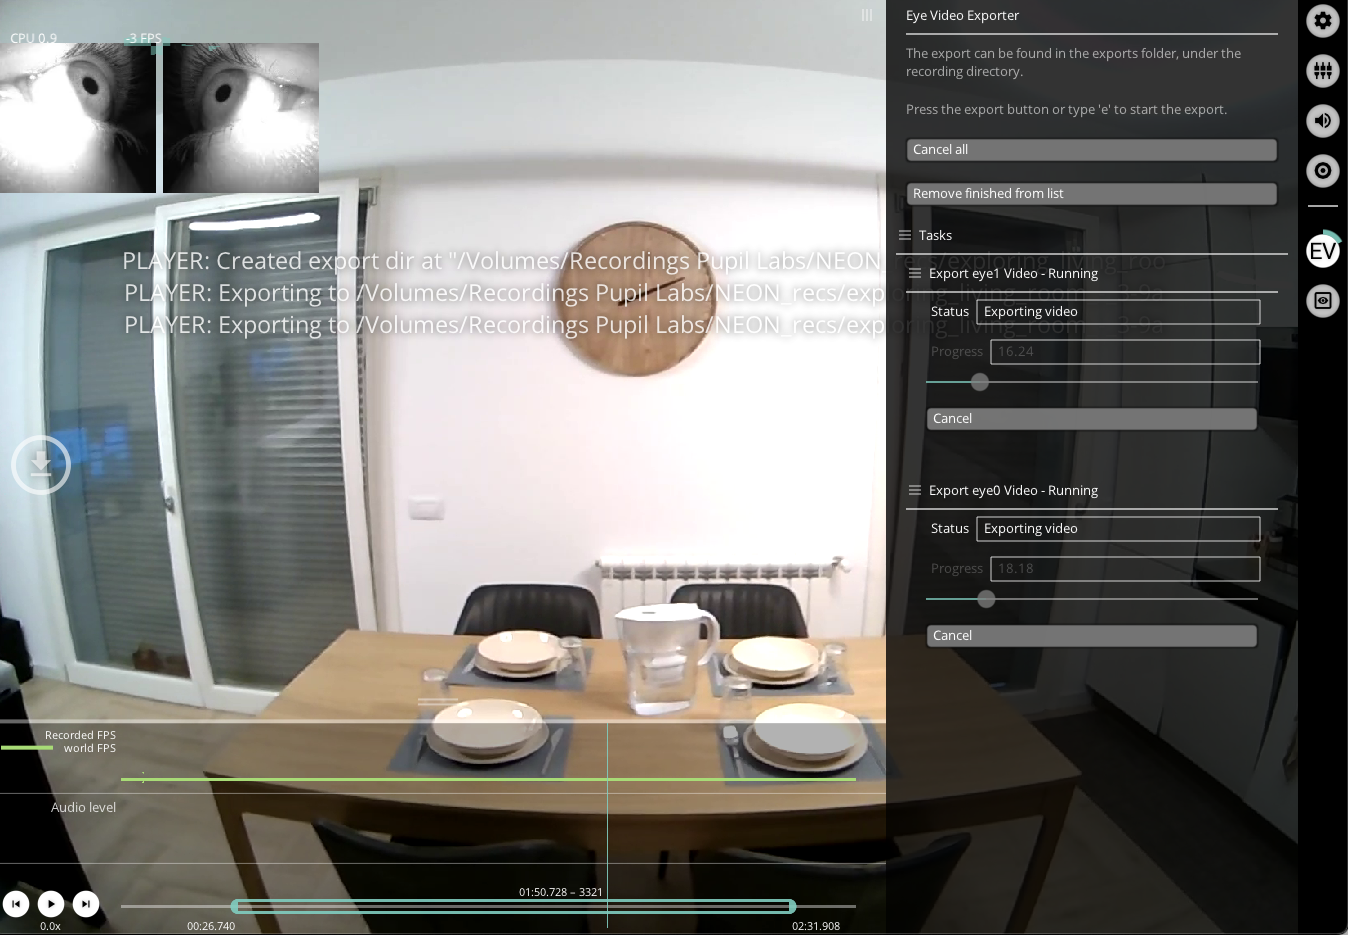 CPU 0.9
-3 FPS
PLAYER: Created export dir at "/Volumes/Recordings Pupil Labs/NEON_recs/exploring_living_roo
PLAYER: Exporting to /Volumes/Recordings Pupil Labs/NEON_recs/exploring_living_room
PLAYER: Exporting to /Volumes/Recordings Pupil Labs/NEON_recs/exploring_living_room
Recorded FPS
world FPS
Audio level
01:50.728 – 3321
0.0x
00:26.740
02:31.908
Eye Video Exporter
The export can be found in the exports folder, under the
recording directory.
Press the export button or type 'e' to start the export.
Cancel all
Remove finished from list
Tasks
Export eye1 Video - Running
Status Exporting video
Progress 16.24
Cancel
Export eye0 Video - Running
Status Exporting video
Progress 18.18
Cancel
EV